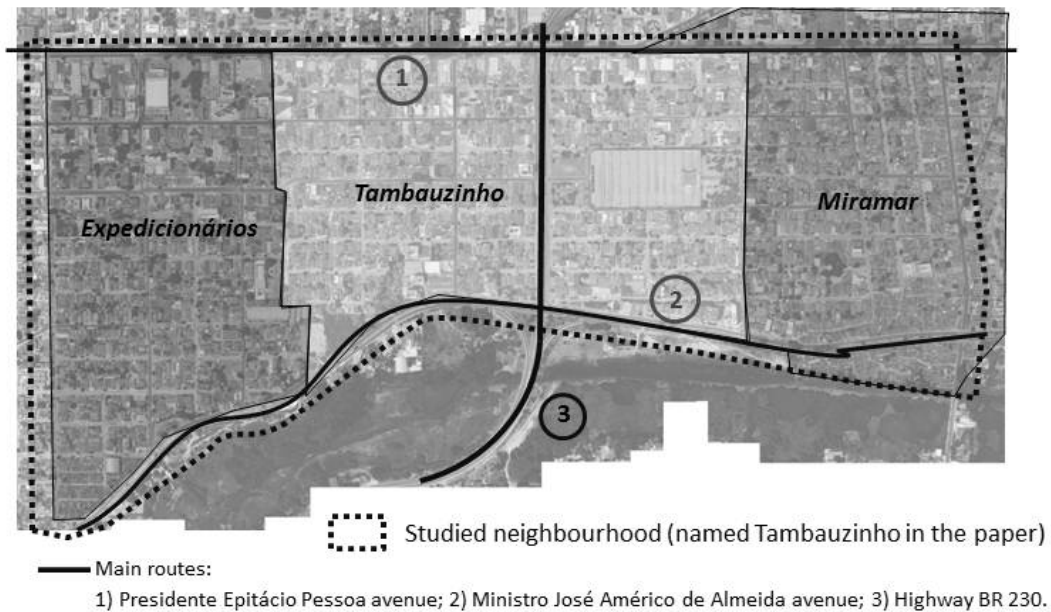 1
Tambauzinho
Miramar
Expedicionários
2
3
Studied neighbourhood (named Tambauzinho in the paper)
Main routes:
1) Presidente Epitácio Pessoa avenue; 2) Ministro José Américo de Almeida avenue; 3) Highway BR 230.